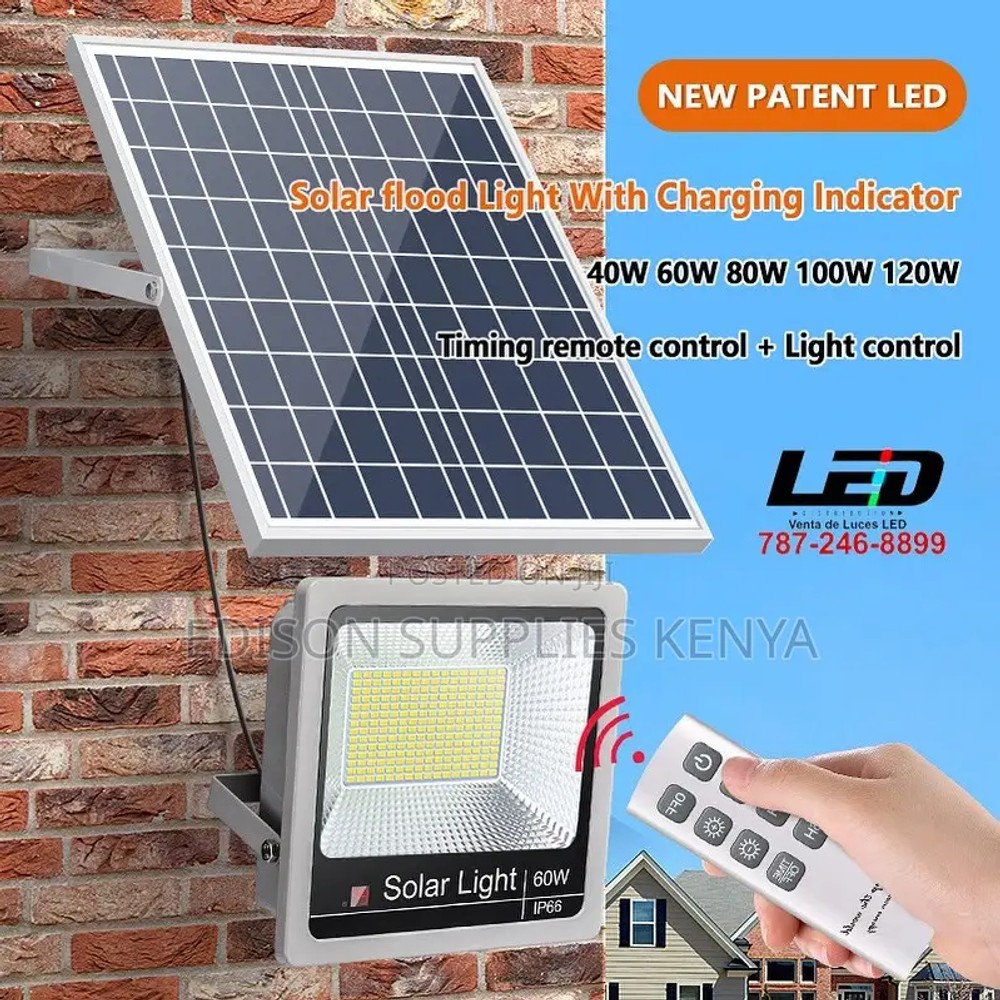 NEW PATENT LED
Solar flood Light With Charging Indicator
40W 60W 80W 100W 120W
Timing remote control + Light control
LED
Venta de Luces LED
787-246-8899
POSTED ON JIJI
EDISON SUPPLIES KENYA
OFF
Solar Light
60W
IP66